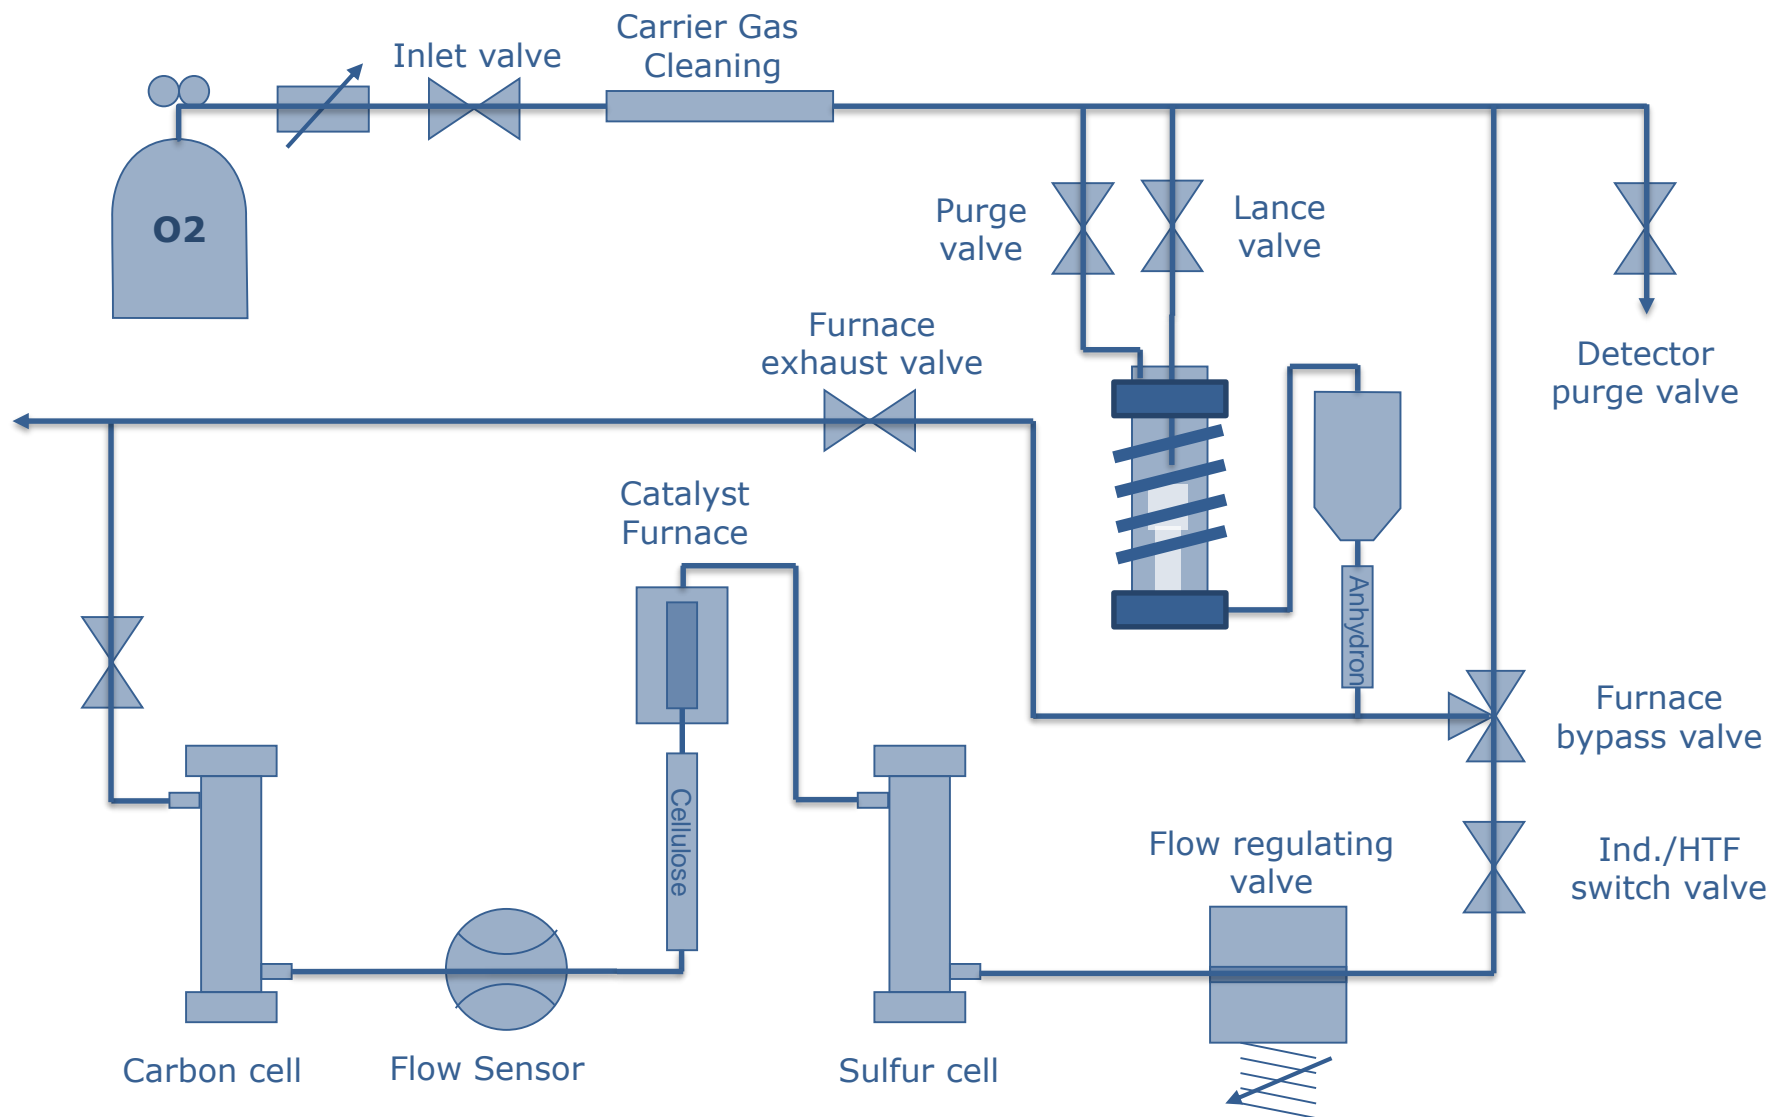 Carrier Gas
Cleaning
Inlet valve
O2
Purge
valve
Lance
valve
Furnace
exhaust valve
Detector
purge valve
Catalyst
Furnace
Anhydron
Furnace
bypass valve
Cellulose
Flow regulating
valve
Ind./HTF
switch valve
Carbon cell
Flow Sensor
Sulfur cell